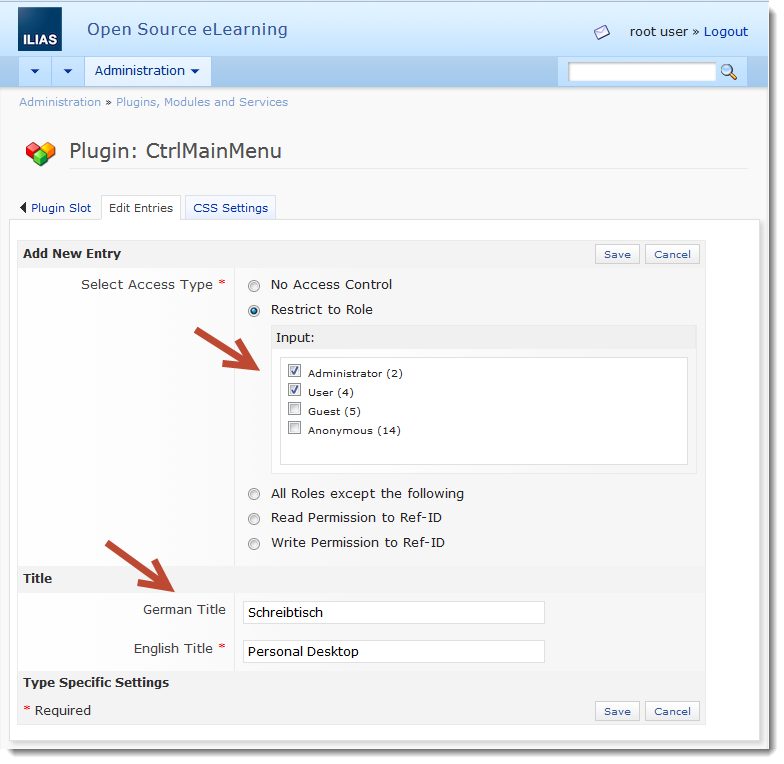 ILIAS
Open Source eLearning
root user » Logout
Administration
Administration » Plugins, Modules and Services
Plugin: CtrlMainMenu
Plugin Slot
Edit Entries
CSS Settings
Add New Entry
Save
Cancel
Select Access Type *
No Access Control
Restrict to Role
Input:
Administrator (2)
User (4)
Guest (5)
Anonymous (14)
All Roles except the following
Read Permission to Ref-ID
Write Permission to Ref-ID
Title
German Title
Schreibtisch
English Title *
Personal Desktop
Type Specific Settings
* Required
Save
Cancel